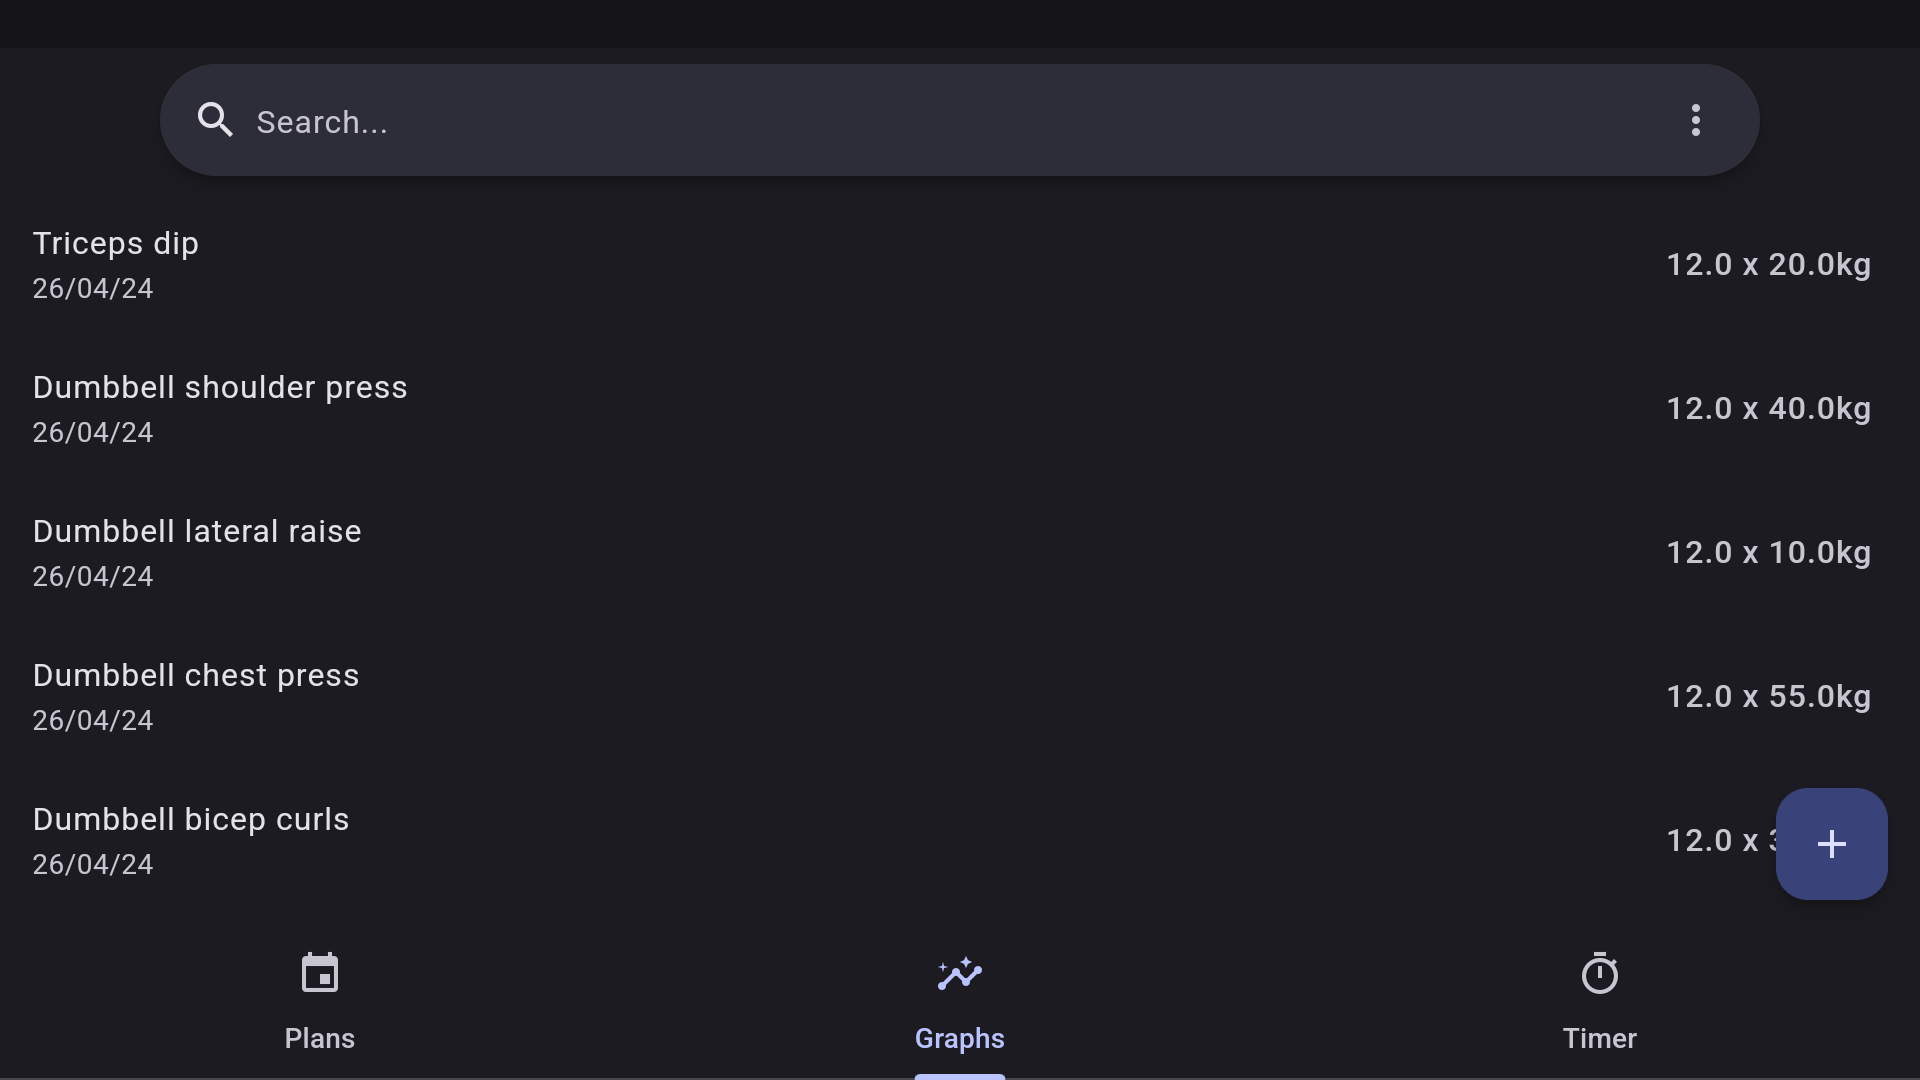 Search...
Triceps dip
26/04/24
12.0 x 20.0kg
Dumbbell shoulder press
26/04/24
12.0 x 40.0kg
Dumbbell lateral raise
26/04/24
12.0 x 10.0kg
Dumbbell chest press
26/04/24
12.0 x 55.0kg
Dumbbell bicep curls
26/04/24
12.0 x
Plans
Graphs
Timer